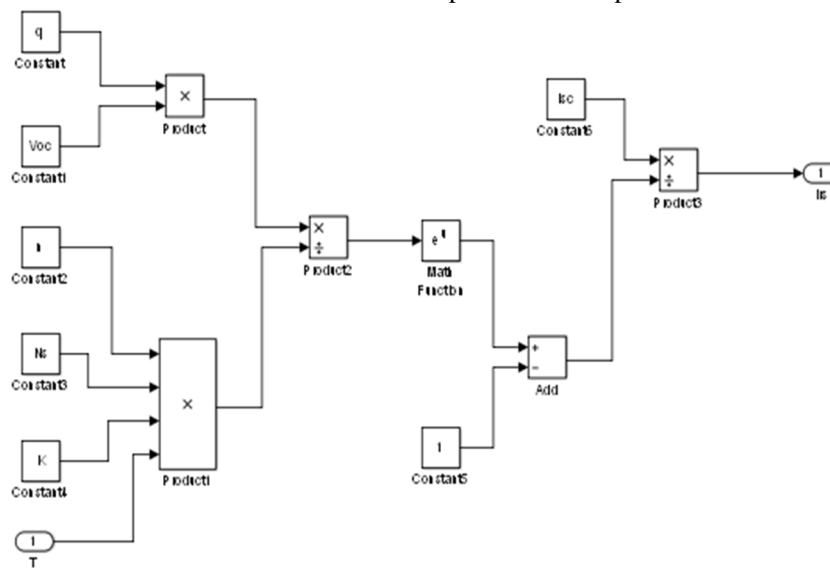 q
Constant
×
Product
Voc
Constant1
Isc
Constant6
×
÷
Product3
1
×
÷
Product2
e
Math
Function
Constant2
Ns
Constant3
×
Product1
+
−
Add
K
Constant4
1
Constant5
1
T